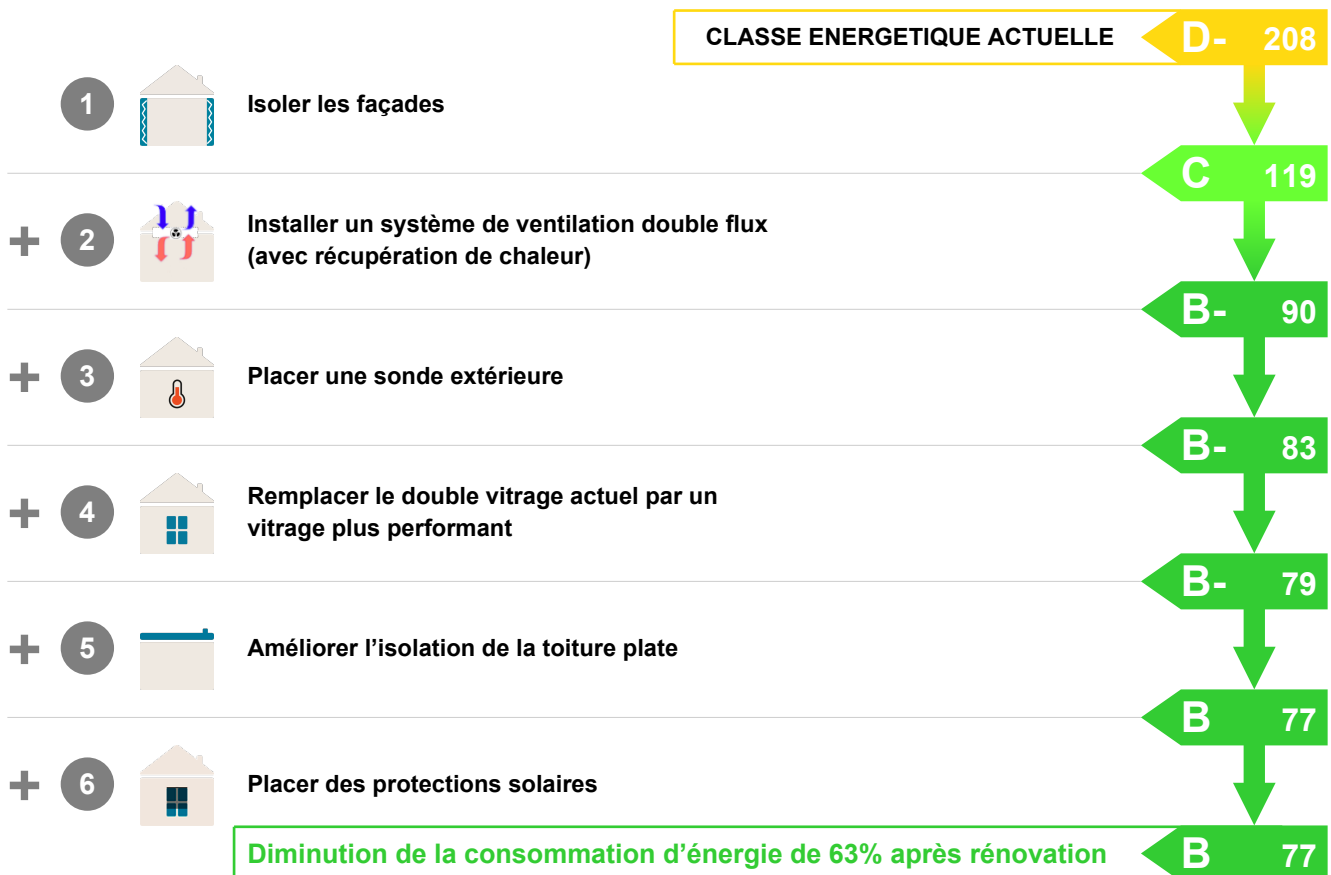 CLASSE ENERGETIQUE ACTUELLE D- 208
1 Isoler les façades
C 119
+ 2 Installer un système de ventilation double flux
(avec récupération de chaleur)
B- 90
+ 3 Placer une sonde extérieure
B- 83
+ 4 Remplacer le double vitrage actuel par un
vitrage plus performant
B- 79
+ 5 Améliorer l’isolation de la toiture plate
B 77
+ 6 Placer des protections solaires
Diminution de la consommation d’énergie de 63% après rénovation B 77